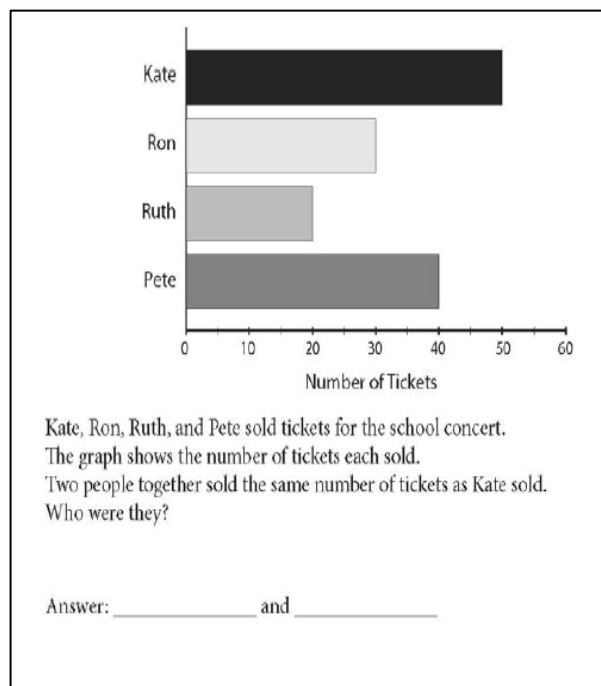 Kate
Ron
Ruth
Pete
0 10 20 30 40 50 60
Number of Tickets
Kate, Ron, Ruth, and Pete sold tickets for the school concert.
The graph shows the number of tickets each sold.
Two people together sold the same number of tickets as Kate sold.
Who were they?
Answer: ______________ and ______________